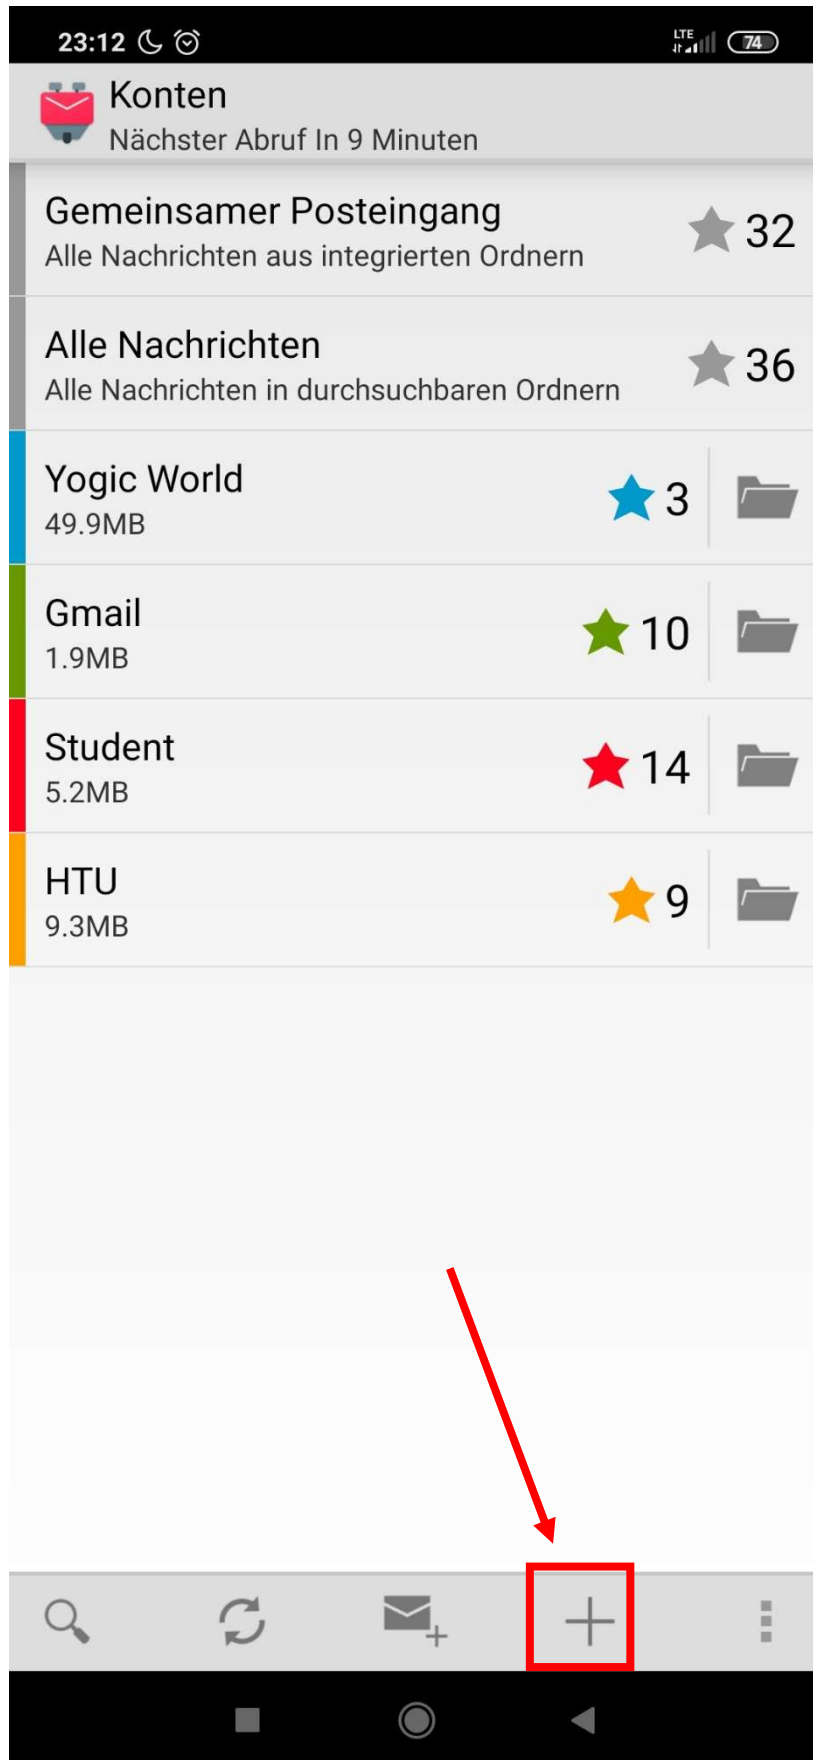 23:12
LTE
74
Konten
Nächster Abruf In 9 Minuten
Gemeinsamer Posteingang
32
Alle Nachrichten aus integrierten Ordnern
Alle Nachrichten
36
Alle Nachrichten in durchsuchbaren Ordnern
Yogic World
3
49.9MB
Gmail
10
1.9MB
Student
14
5.2MB
HTU
9
9.3MB